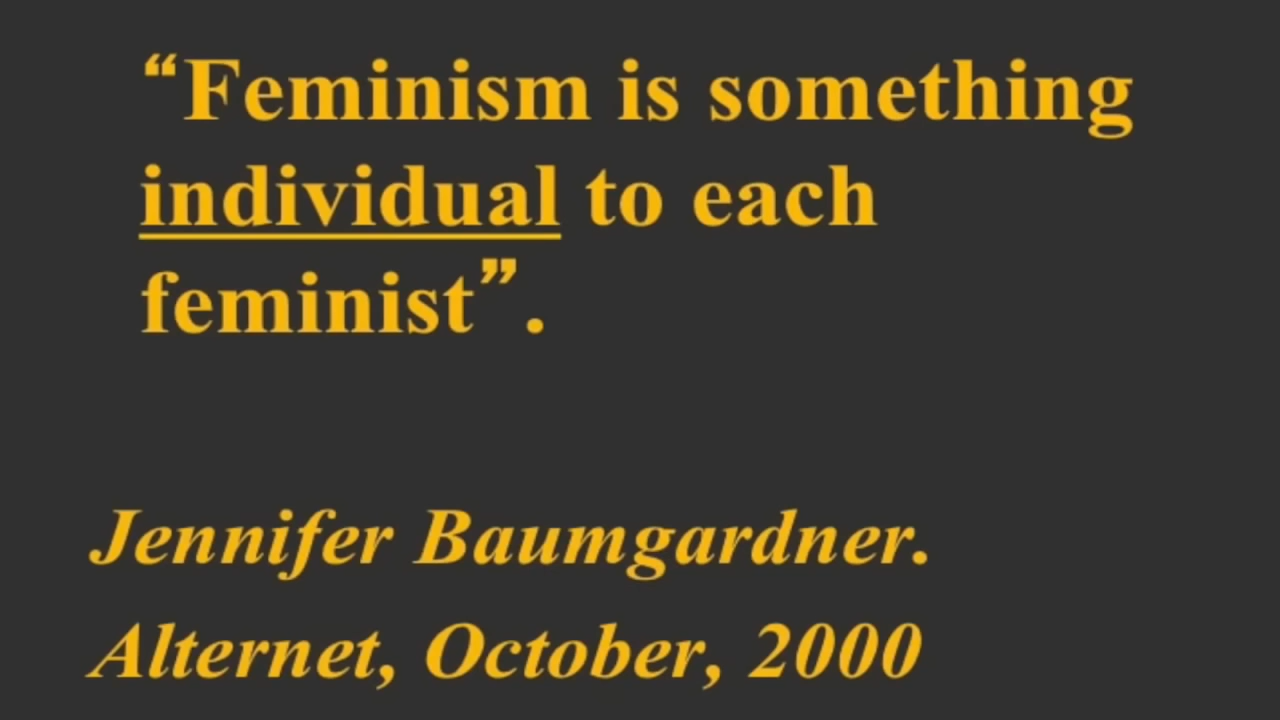 “Feminism is something
individual to each
feminist”.
Jennifer Baumgardner.
Alternet, October, 2000